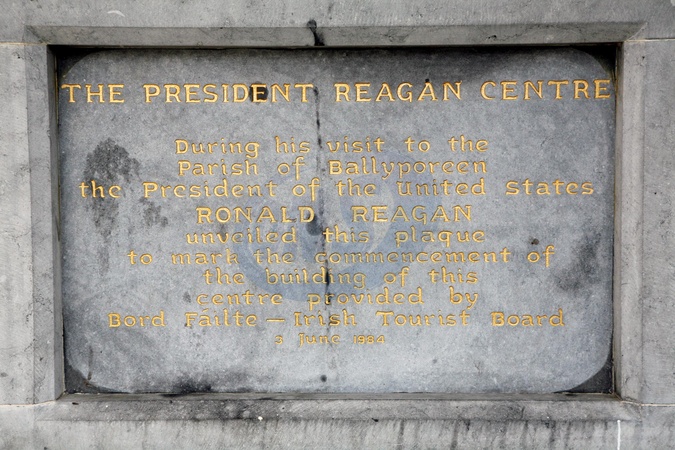 THE PRESIDENT REAGAN CENTRE
During his visit to the
Parish of Ballyporeen
the President of the United States
RONALD REAGAN
unveiled this plaque
to mark the commencement of
the building of this
centre provided by
Bord Fáilte — Irish Tourist Board
3 June 1984